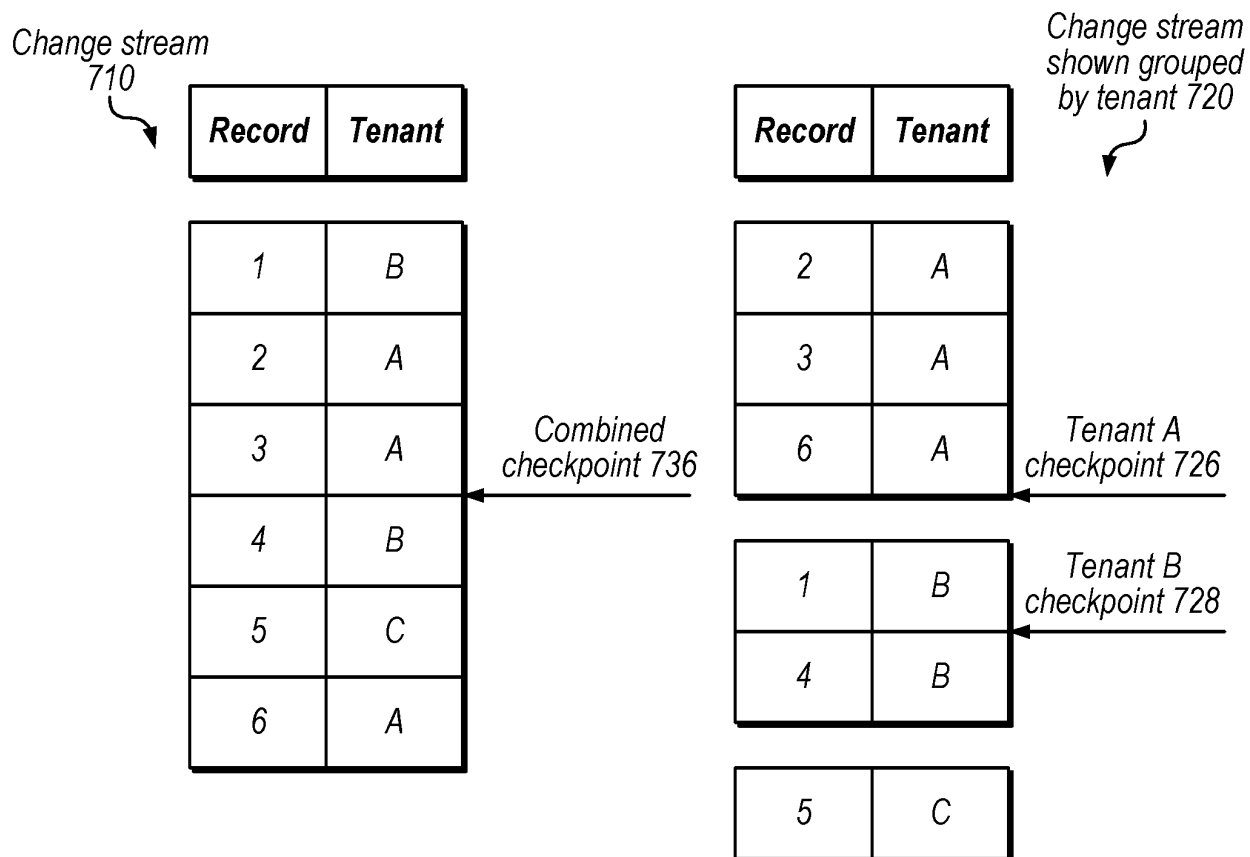 Change stream
710
Record Tenant
1 B
2 A
3 A
4 B
5 C
6 A
Combined
checkpoint 736
Change stream
shown grouped
by tenant 720
Record Tenant
2 A
3 A
6 A
Tenant A
checkpoint 726
1 B
4 B
Tenant B
checkpoint 728
5 C